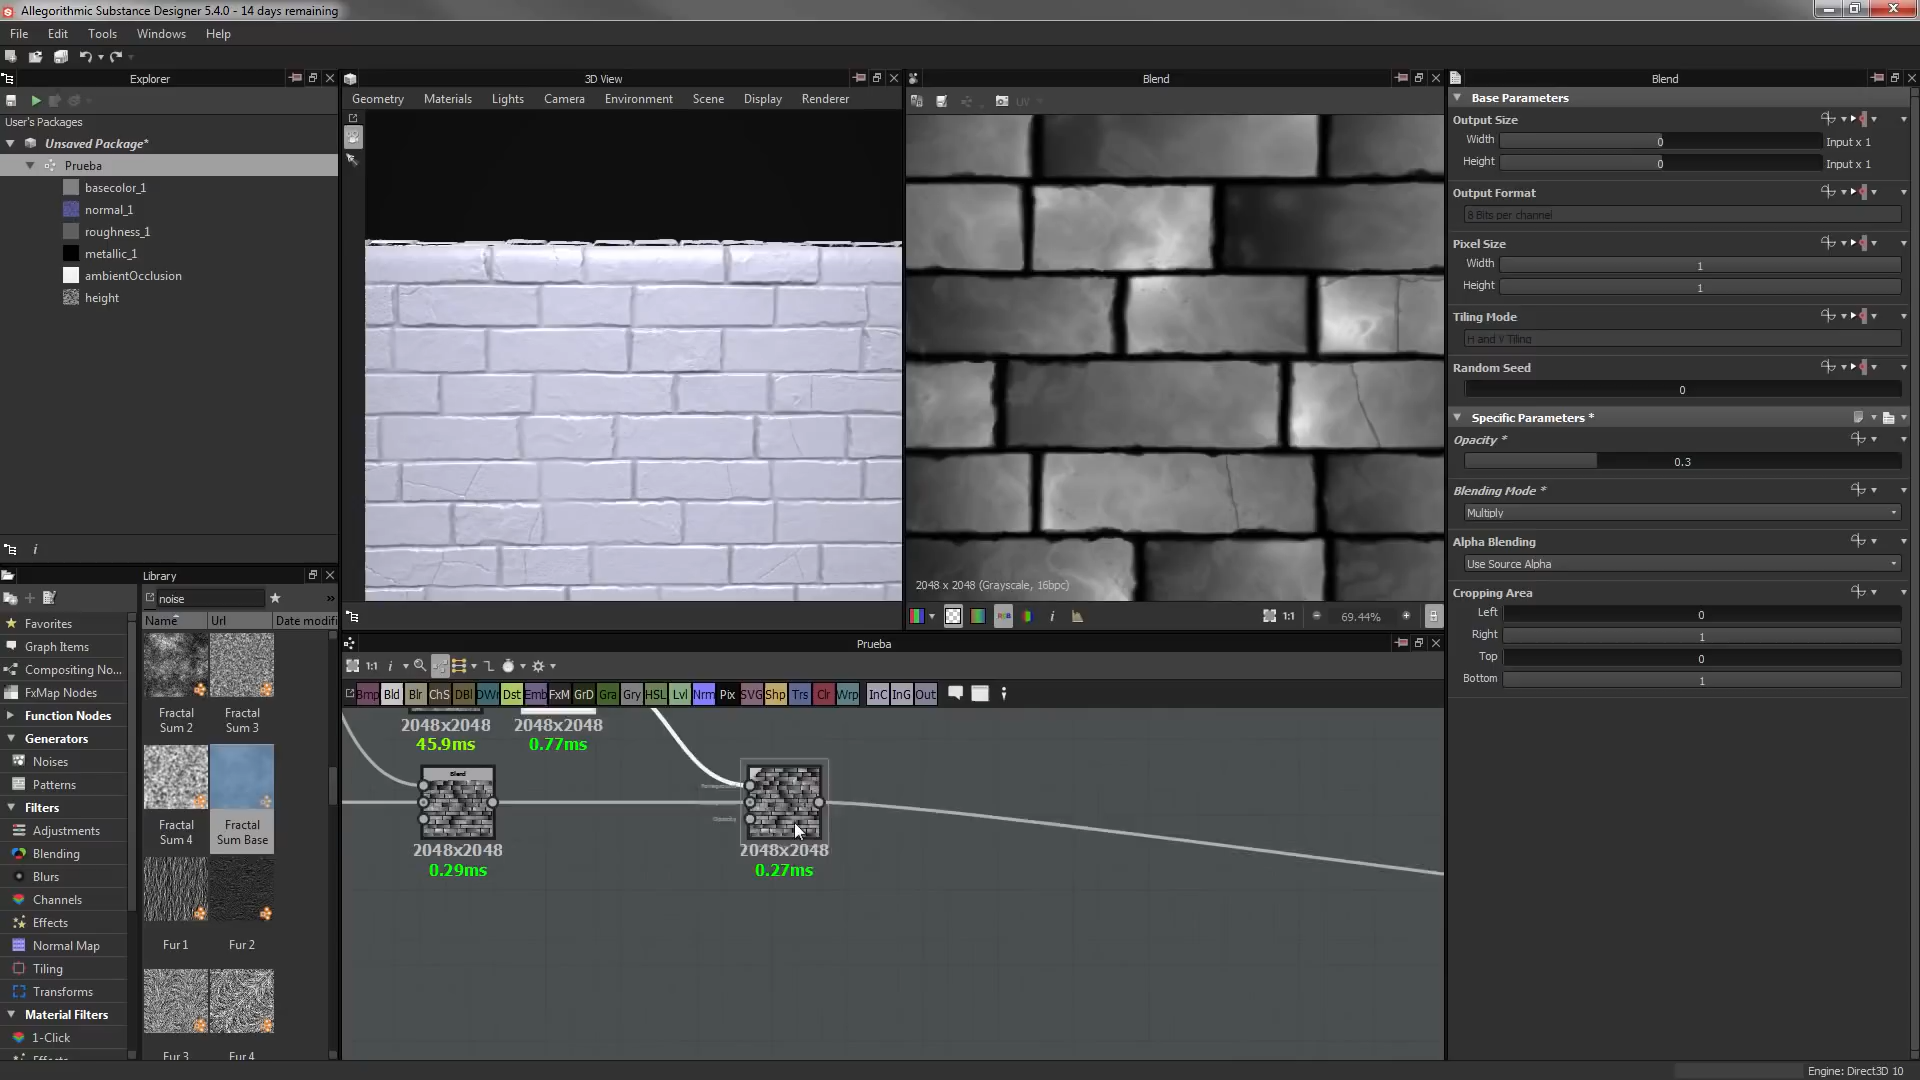 Allegorithmic Substance Designer 5.4.0 - 14 days remaining
File Edit Tools Windows Help
Explorer
User's Packages
Unsaved Package*
Prueba
basecolor_1
normal_1
roughness_1
metallic_1
ambientOcclusion
height
Library
noise
Name Url Date modifi
Favorites
Graph Items
Compositing No...
FxMap Nodes
Function Nodes
Generators
Noises
Patterns
Filters
Adjustments
Blending
Blurs
Channels
Effects
Normal Map
Tiling
Transforms
Material Filters
1-Click
Fractal Sum 2
Fractal Sum 3
Fractal Sum 4
Fractal Sum Base
Fur 1
Fur 2
Fur 3
Fur 4
3D View
Geometry Materials Lights Camera Environment Scene Display Renderer
Blend
UV
2048 x 2048 (Grayscale, 16bpc)
1:1
69.44%
Prueba
1:1
Bmp Bld Blr ChS DBl DWr Dst Emb FxM GrD Gra Gry HSL Lvl Nrm Pix SVG Shp Trs Clr Wrp InC InG Out
2048x2048
45.9ms
2048x2048
0.77ms
Blend
2048x2048
0.29ms
Opacity
2048x2048
0.27ms
Blend
Base Parameters
Output Size
Width 0 Input x 1
Height 0 Input x 1
Output Format
8 Bits per channel
Pixel Size
Width 1
Height 1
Tiling Mode
H and V Tiling
Random Seed
0
Specific Parameters *
Opacity *
0.3
Blending Mode *
Multiply
Alpha Blending
Use Source Alpha
Cropping Area
Left 0
Right 1
Top 0
Bottom 1
Engine: Direct3D 10